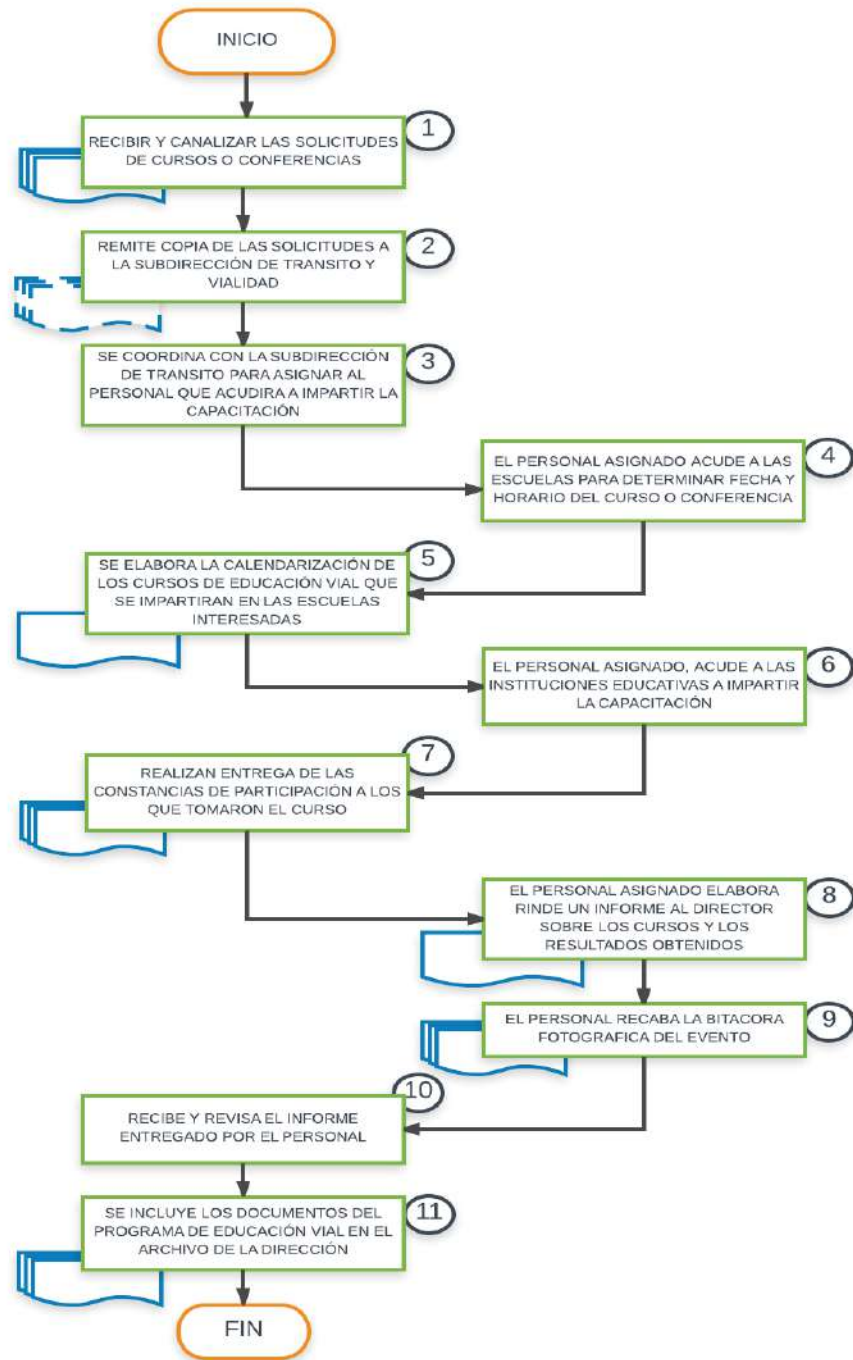 INICIO
1
RECIBIR Y CANALIZAR LAS SOLICITUDES
DE CURSOS O CONFERENCIAS
2
REMITE COPIA DE LAS SOLICITUDES A
LA SUBDIRECCIÓN DE TRANSITO Y
VIALIDAD
3
SE COORDINA CON LA SUBDIRECCIÓN
DE TRANSITO PARA ASIGNAR AL
PERSONAL QUE ACUDIRA A IMPARTIR LA
CAPACITACIÓN
4
EL PERSONAL ASIGNADO ACUDE A LAS
ESCUELAS PARA DETERMINAR FECHA Y
HORARIO DEL CURSO O CONFERENCIA
5
SE ELABORA LA CALENDARIZACIÓN DE
LOS CURSOS DE EDUCACIÓN VIAL QUE
SE IMPARTIRAN EN LAS ESCUELAS
INTERESADAS
6
EL PERSONAL ASIGNADO, ACUDE A LAS
INSTITUCIONES EDUCATIVAS A IMPARTIR
LA CAPACITACIÓN
7
REALIZAN ENTREGA DE LAS
CONSTANCIAS DE PARTICIPACIÓN A LOS
QUE TOMARON EL CURSO
8
EL PERSONAL ASIGNADO ELABORA
RINDE UN INFORME AL DIRECTOR
SOBRE LOS CURSOS Y LOS
RESULTADOS OBTENIDOS
9
EL PERSONAL RECABA LA BITACORA
FOTOGRAFICA DEL EVENTO
10
RECIBE Y REVISA EL INFORME
ENTREGADO POR EL PERSONAL
11
SE INCLUYE LOS DOCUMENTOS DEL
PROGRAMA DE EDUCACIÓN VIAL EN EL
ARCHIVO DE LA DIRECCIÓN
FIN